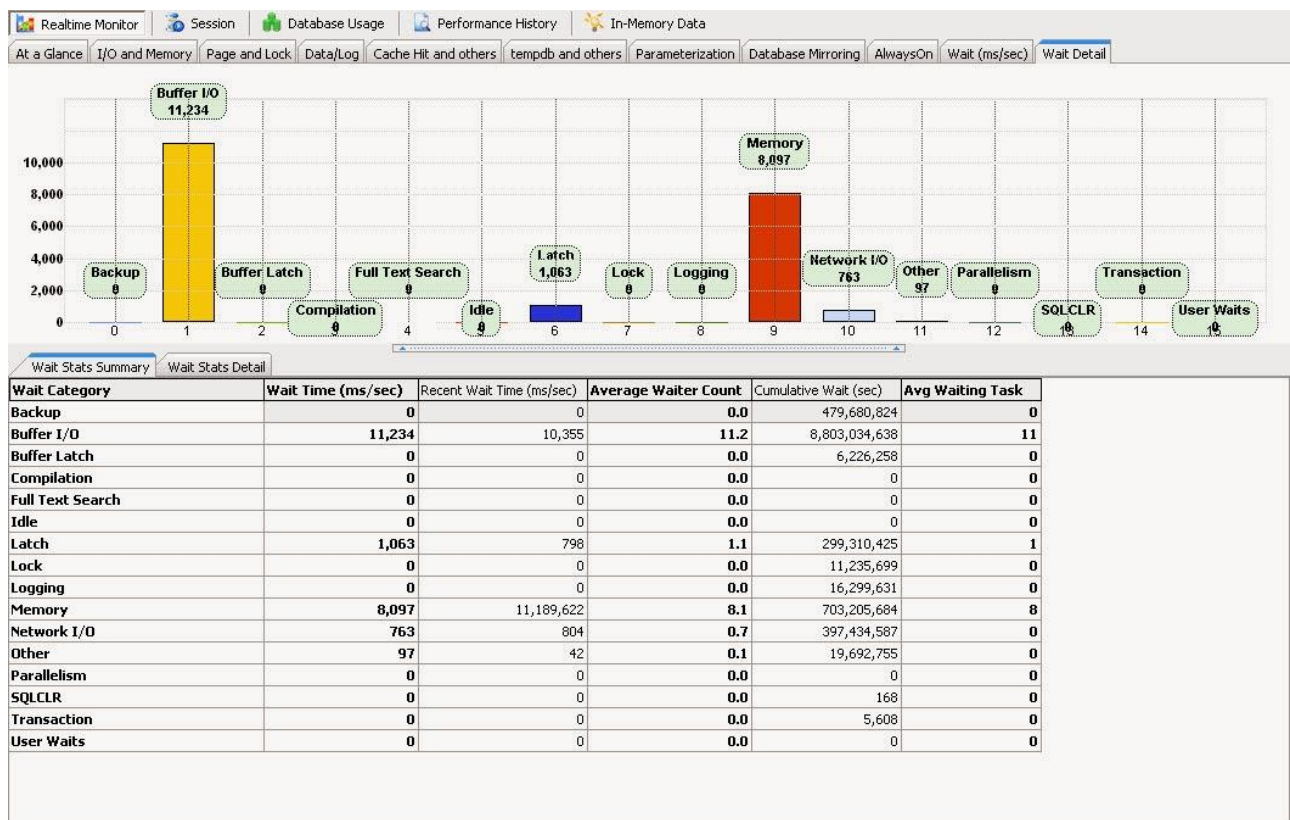 Realtime Monitor Session Database Usage Performance History In-Memory Data
At a Glance I/O and Memory Page and Lock Data/Log Cache Hit and others tempdb and others Parameterization Database Mirroring AlwaysOn Wait (ms/sec) Wait Detail
Buffer I/O
11,234
Memory
8,097
10,000
8,000
6,000
4,000
2,000
0
Backup
0
Buffer Latch
0
Compilation
0
Full Text Search
0
Idle
0
Latch
1,063
Lock
0
Logging
0
Network I/O
763
Other
97
Parallelism
0
SQLCLR
0
Transaction
0
User Waits
0
0 1 2 3 4 5 6 7 8 9 10 11 12 13 14 15
Wait Stats Summary Wait Stats Detail
Wait Category Wait Time (ms/sec) Recent Wait Time (ms/sec) Average Waiter Count Cumulative Wait (sec) Avg Waiting Task
Backup 0 0 0.0 479,680,824 0
Buffer I/O 11,234 10,355 11.2 8,803,034,638 11
Buffer Latch 0 0 0.0 6,226,258 0
Compilation 0 0 0.0 0 0
Full Text Search 0 0 0.0 0 0
Idle 0 0 0.0 0 0
Latch 1,063 798 1.1 299,310,425 1
Lock 0 0 0.0 11,235,699 0
Logging 0 0 0.0 16,299,631 0
Memory 8,097 11,189,622 8.1 703,205,684 8
Network I/O 763 804 0.7 397,434,587 0
Other 97 42 0.1 19,692,755 0
Parallelism 0 0 0.0 0 0
SQLCLR 0 0 0.0 168 0
Transaction 0 0 0.0 5,608 0
User Waits 0 0 0.0 0 0